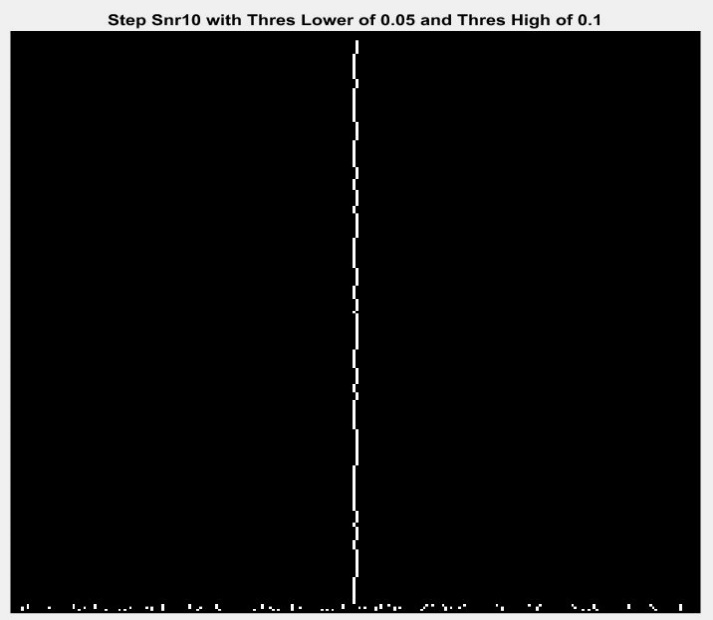 Step Snr10 with Thres Lower of 0.05 and Thres High of 0.1